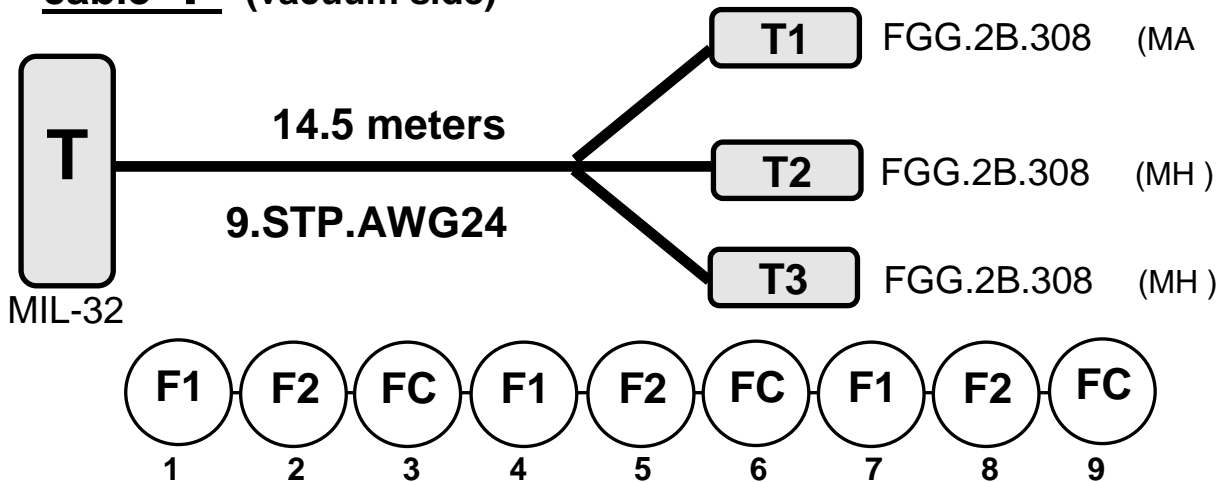 (vacuum side)
T1 FGG.2B.308 (MA
14.5 meters
T
T2 FGG.2B.308 (MH )
9.STP.AWG24
T3 FGG.2B.308 (MH )
MIL-32
F1 F2 FC F1 F2 FC F1 F2 FC
1 2 3 4 5 6 7 8 9